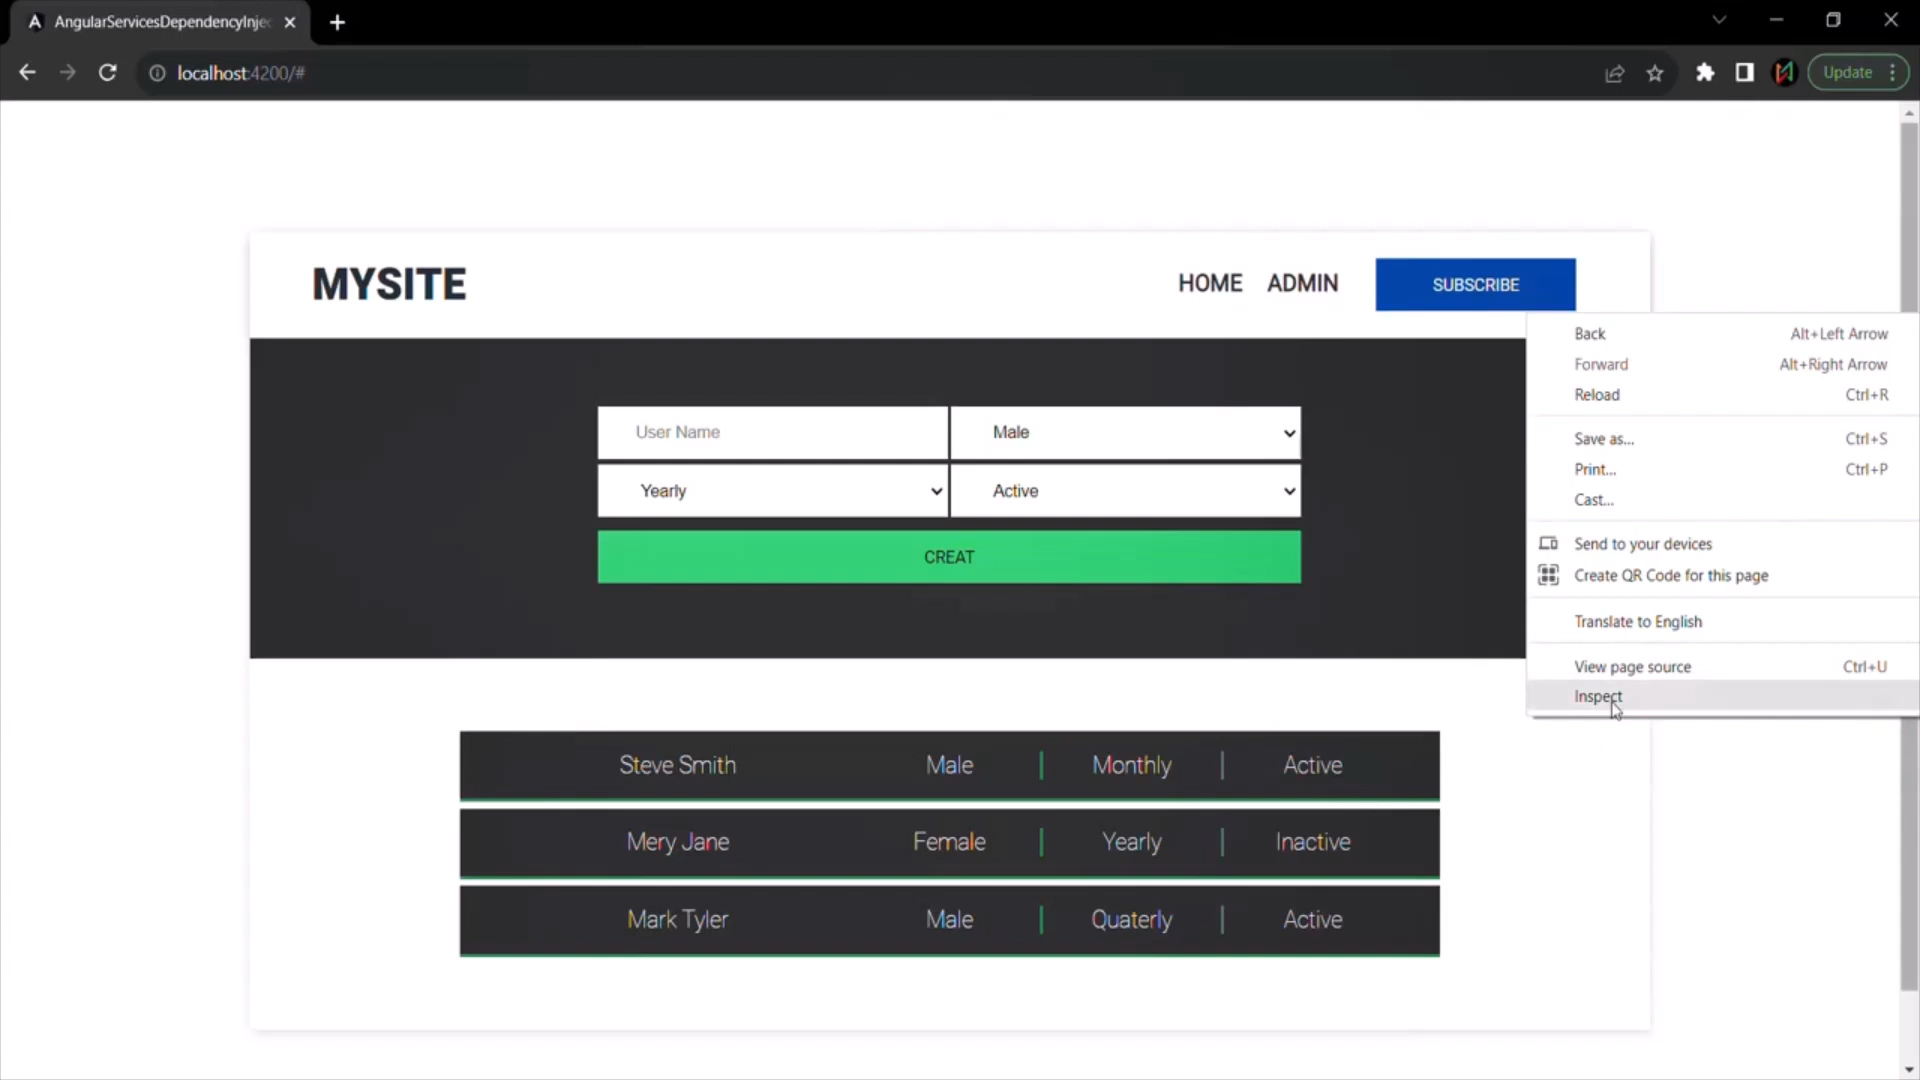 AngularServicesDependencyInjec
localhost:4200/#
Update
MYSITE
HOME ADMIN SUBSCRIBE
Back Alt+Left Arrow
Forward Alt+Right Arrow
Reload Ctrl+R
Save as... Ctrl+S
Print... Ctrl+P
Cast...
Send to your devices
Create QR Code for this page
Translate to English
View page source Ctrl+U
Inspect
User Name Male
Yearly Active
CREAT
Steve Smith Male Monthly Active
Mery Jane Female Yearly Inactive
Mark Tyler Male Quaterly Active